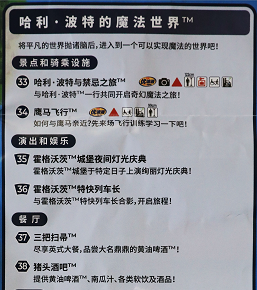 哈利·波特的魔法世界™
将平凡的世界抛诸脑后,进入到一个可以实现魔法的世界吧!
景点和骑乘设施
33 哈利·波特与禁忌之旅™
与哈利·波特™一行共同开启奇幻魔法之旅!
34 鹰马飞行™
如何与鹰马亲近?先来场飞行训练学习一下吧!
演出和娱乐
35 霍格沃茨™城堡夜间灯光庆典
霍格沃茨™城堡于特定日子上演绚丽灯光庆典!
36 霍格沃茨™特快列车长
与霍格沃茨™特快列车长合影,开启旅程!
餐厅
37 三把扫帚™
尽享英式大餐,品尝大名鼎鼎的黄油啤酒™!
38 猪头酒吧™
提供黄油啤酒™、南瓜汁、各类软饮及酒品!